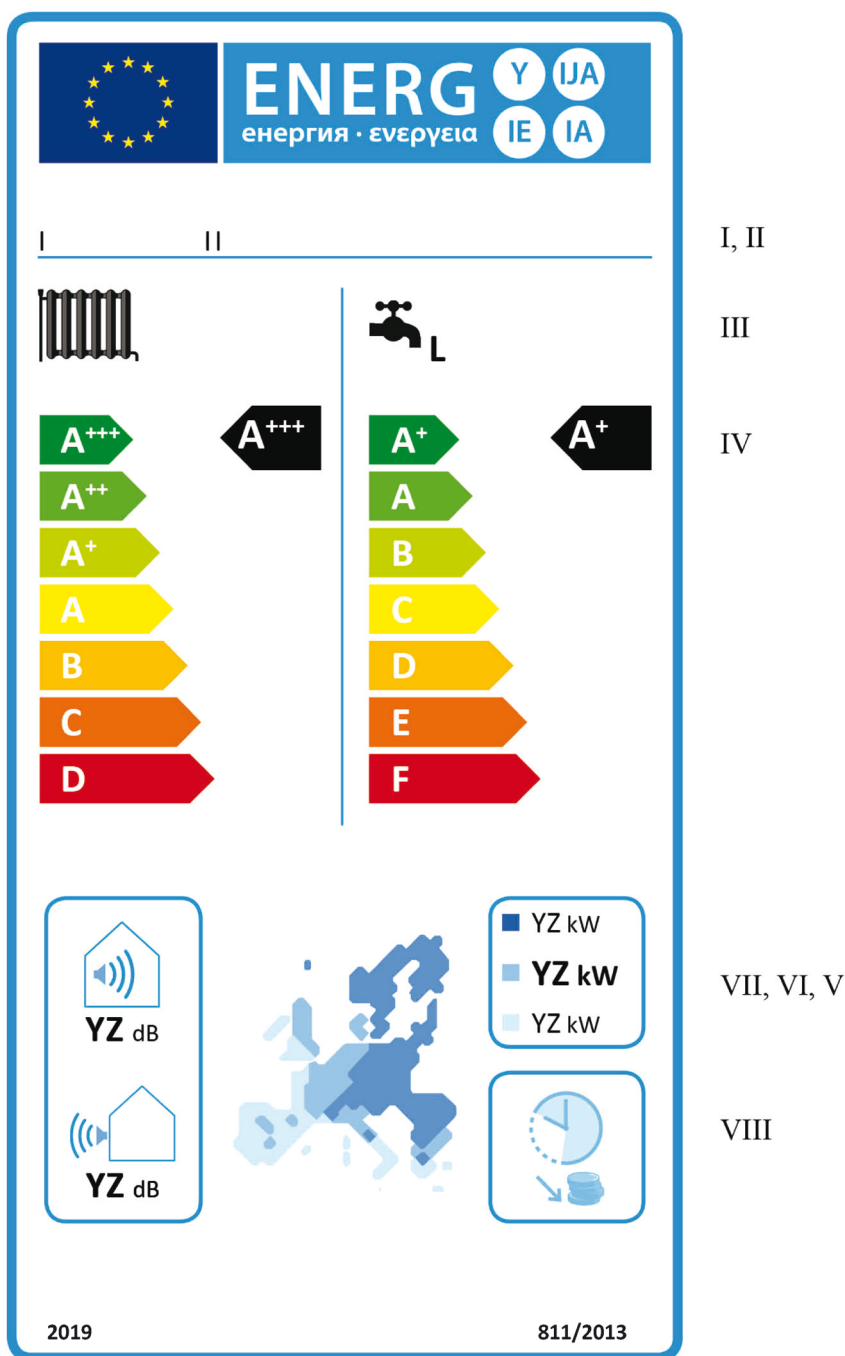 ENERG Y IJA
енергия · ενεργεια IE IA
I II I, II
L III
A+++ A+++ A+ A+ IV
A++ A
A+ B
A C
B D
C E
D F
YZ kW
YZ kW VII, VI, V
YZ dB YZ kW
VIII
YZ dB
2019 811/2013